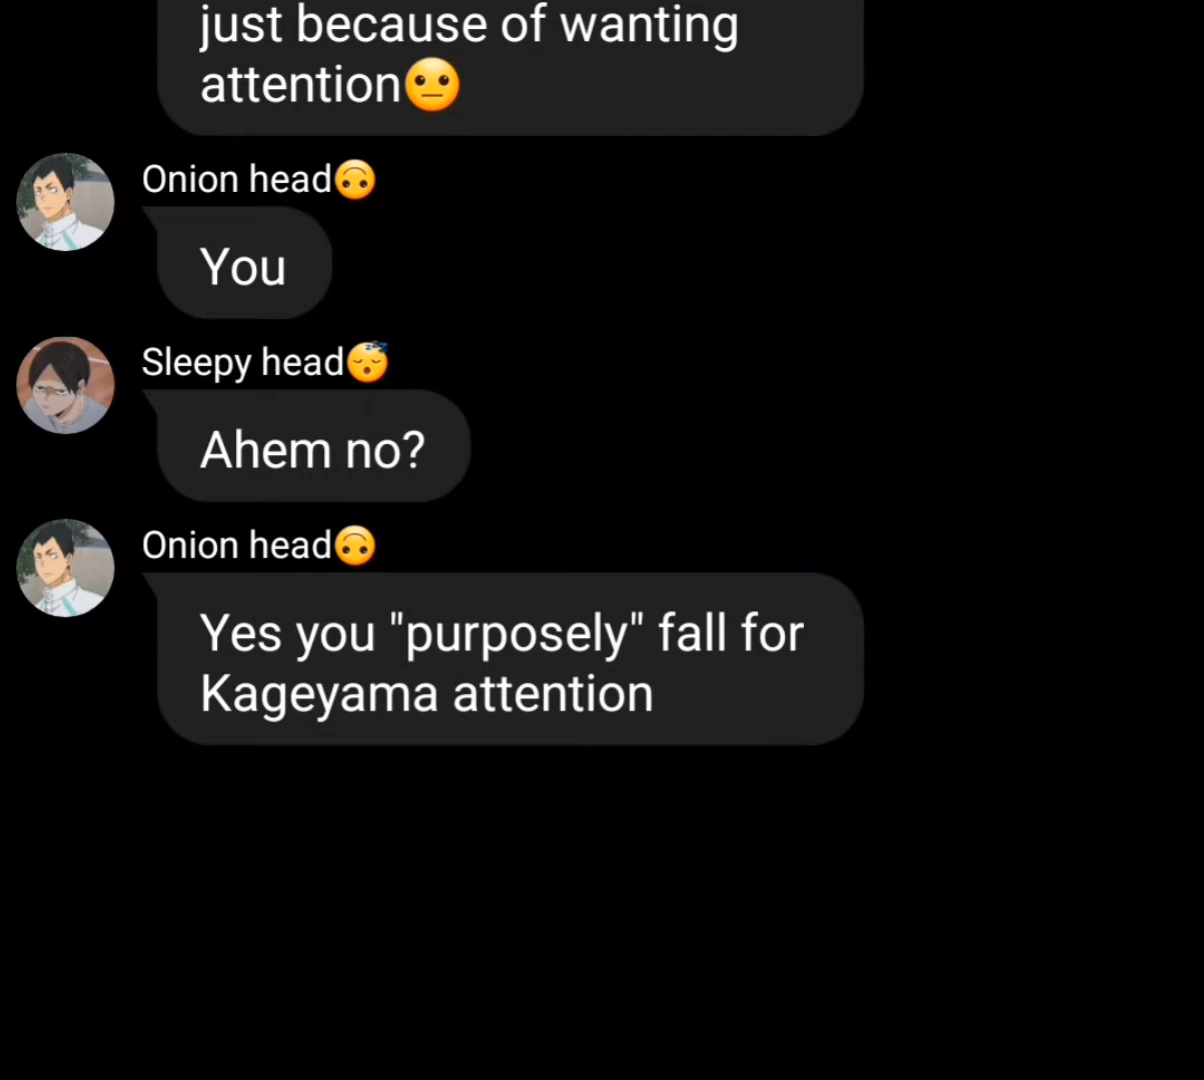 just because of wanting
attention😐
Onion head🙃
You
Sleepy head😴
Ahem no?
Onion head🙃
Yes you "purposely" fall for
Kageyama attention